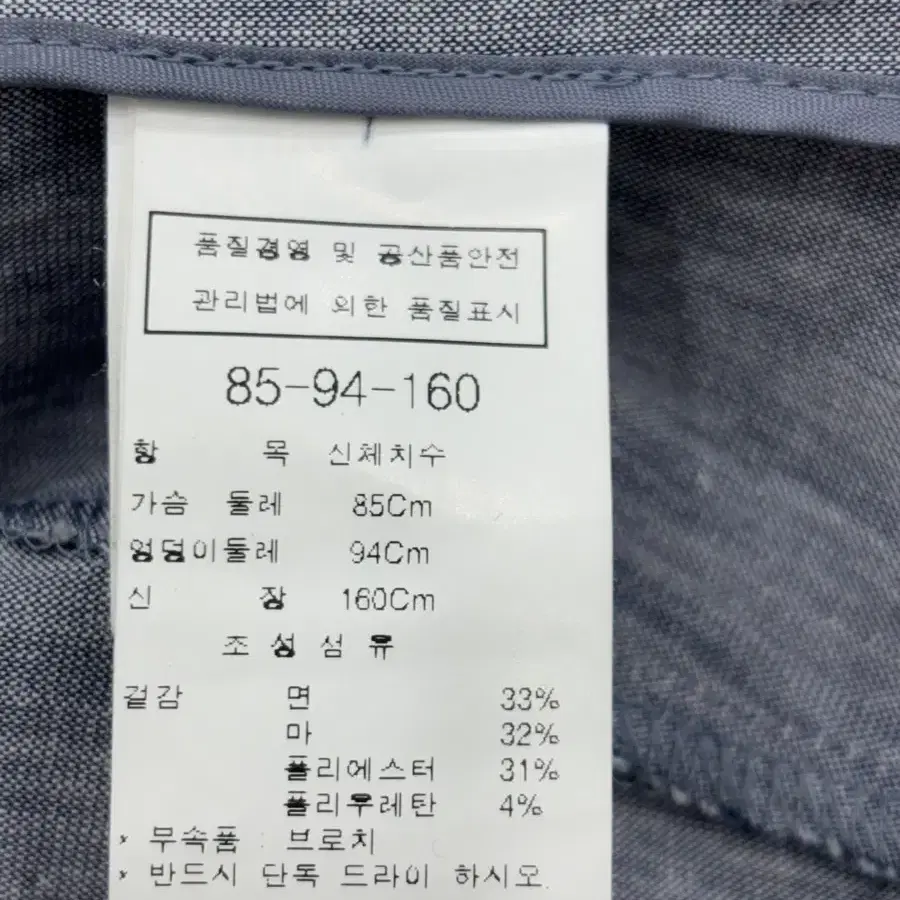 품질경영 및 공산품안전
관리법에 의한 품질표시
85-94-160
항 목 신체치수
가슴 둘레 85Cm
엉덩이둘레 94Cm
신 장 160Cm
조 성 섬 유
겉감 면 33%
마 32%
폴리에스터 31%
폴리우레탄 4%
* 무속품 : 브로치
* 반드시 단독 드라이 하시오.